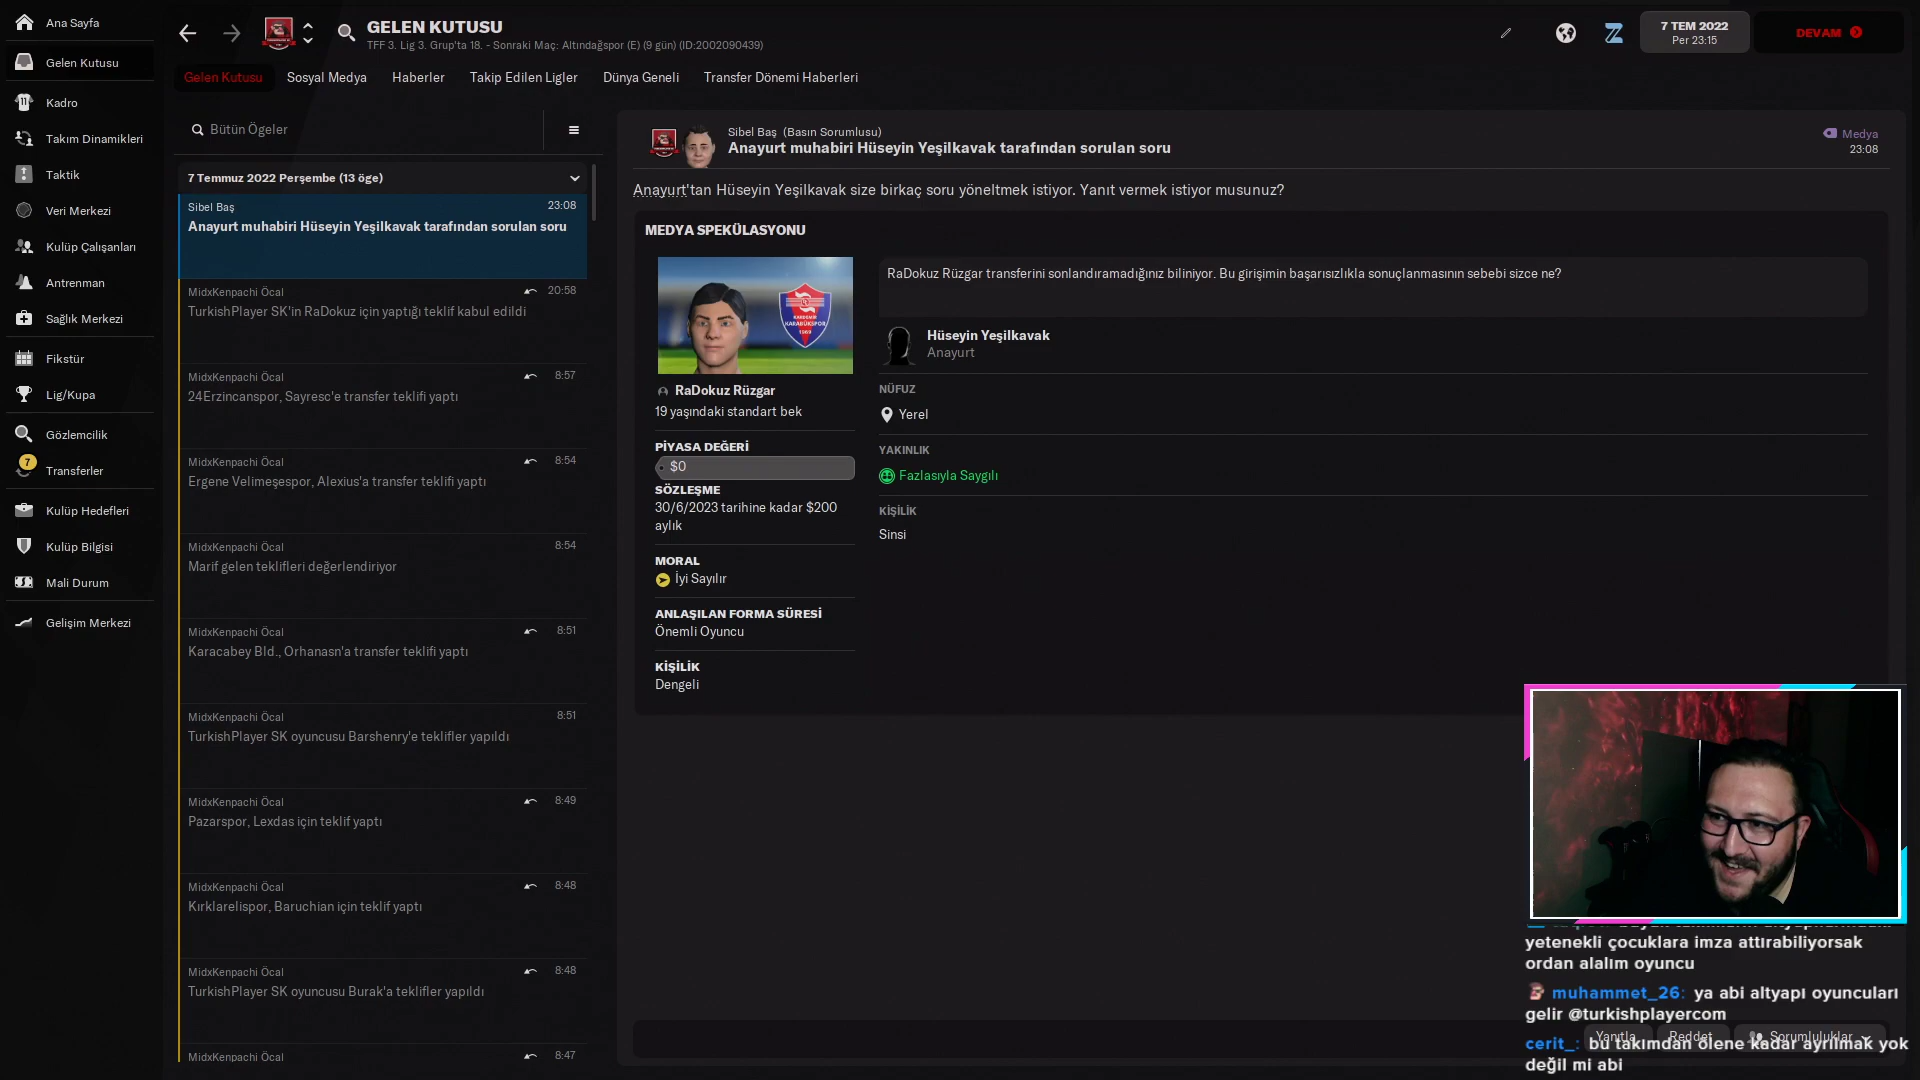 Ana Sayfa
Gelen Kutusu
Kadro
Takım Dinamikleri
Taktik
Veri Merkezi
Kulüp Çalışanları
Antrenman
Sağlık Merkezi
Fikstür
Lig/Kupa
Gözlemcilik
7
Transferler
Kulüp Hedefleri
Kulüp Bilgisi
Mali Durum
Gelişim Merkezi
GELEN KUTUSU
TFF 3. Lig 3. Grup'ta 18. - Sonraki Maç: Altındağspor (E) (9 gün) (ID:2002090439)
7 TEM 2022
Per 23:15
DEVAM
Gelen Kutusu
Sosyal Medya
Haberler
Takip Edilen Ligler
Dünya Geneli
Transfer Dönemi Haberleri
Bütün Ögeler
7 Temmuz 2022 Perşembe (13 öge)
Sibel Baş 23:08
Anayurt muhabiri Hüseyin Yeşilkavak tarafından sorulan soru
MidxKenpachi Öcal 20:58
TurkishPlayer SK'in RaDokuz için yaptığı teklif kabul edildi
MidxKenpachi Öcal 8:57
24Erzincanspor, Sayresc'e transfer teklifi yaptı
MidxKenpachi Öcal 8:54
Ergene Velimeşespor, Alexius'a transfer teklifi yaptı
MidxKenpachi Öcal 8:54
Marif gelen teklifleri değerlendiriyor
MidxKenpachi Öcal 8:51
Karacabey Bld., Orhanasn'a transfer teklifi yaptı
MidxKenpachi Öcal 8:51
TurkishPlayer SK oyuncusu Barshenry'e teklifler yapıldı
MidxKenpachi Öcal 8:49
Pazarspor, Lexdas için teklif yaptı
MidxKenpachi Öcal 8:48
Kırklarelispor, Baruchian için teklif yaptı
MidxKenpachi Öcal 8:48
TurkishPlayer SK oyuncusu Burak'a teklifler yapıldı
MidxKenpachi Öcal 8:47
Sibel Baş (Basın Sorumlusu)
Anayurt muhabiri Hüseyin Yeşilkavak tarafından sorulan soru
Medya
23:08
Anayurt'tan Hüseyin Yeşilkavak size birkaç soru yöneltmek istiyor. Yanıt vermek istiyor musunuz?
MEDYA SPEKÜLASYONU
KARABÜKSPOR
1969
RaDokuz Rüzgar
19 yaşındaki standart bek
PİYASA DEĞERİ
$0
SÖZLEŞME
30/6/2023 tarihine kadar $200
aylık
MORAL
İyi Sayılır
ANLAŞILAN FORMA SÜRESİ
Önemli Oyuncu
KİŞİLİK
Dengeli
RaDokuz Rüzgar transferini sonlandıramadığınız biliniyor. Bu girişimin başarısızlıkla sonuçlanmasının sebebi sizce ne?
Hüseyin Yeşilkavak
Anayurt
NÜFUZ
Yerel
YAKINLIK
Fazlasıyla Saygılı
KİŞİLİK
Sinsi
yetenekli çocuklara imza attırabiliyorsak
ordan alalım oyuncu
muhammet_26: ya abi altyapı oyuncuları
gelir @turkishplayercom
Yanıtla
Reddet
Sorumluluklar
cerit_: bu takımdan ölene kadar ayrılmak yok
değil mi abi